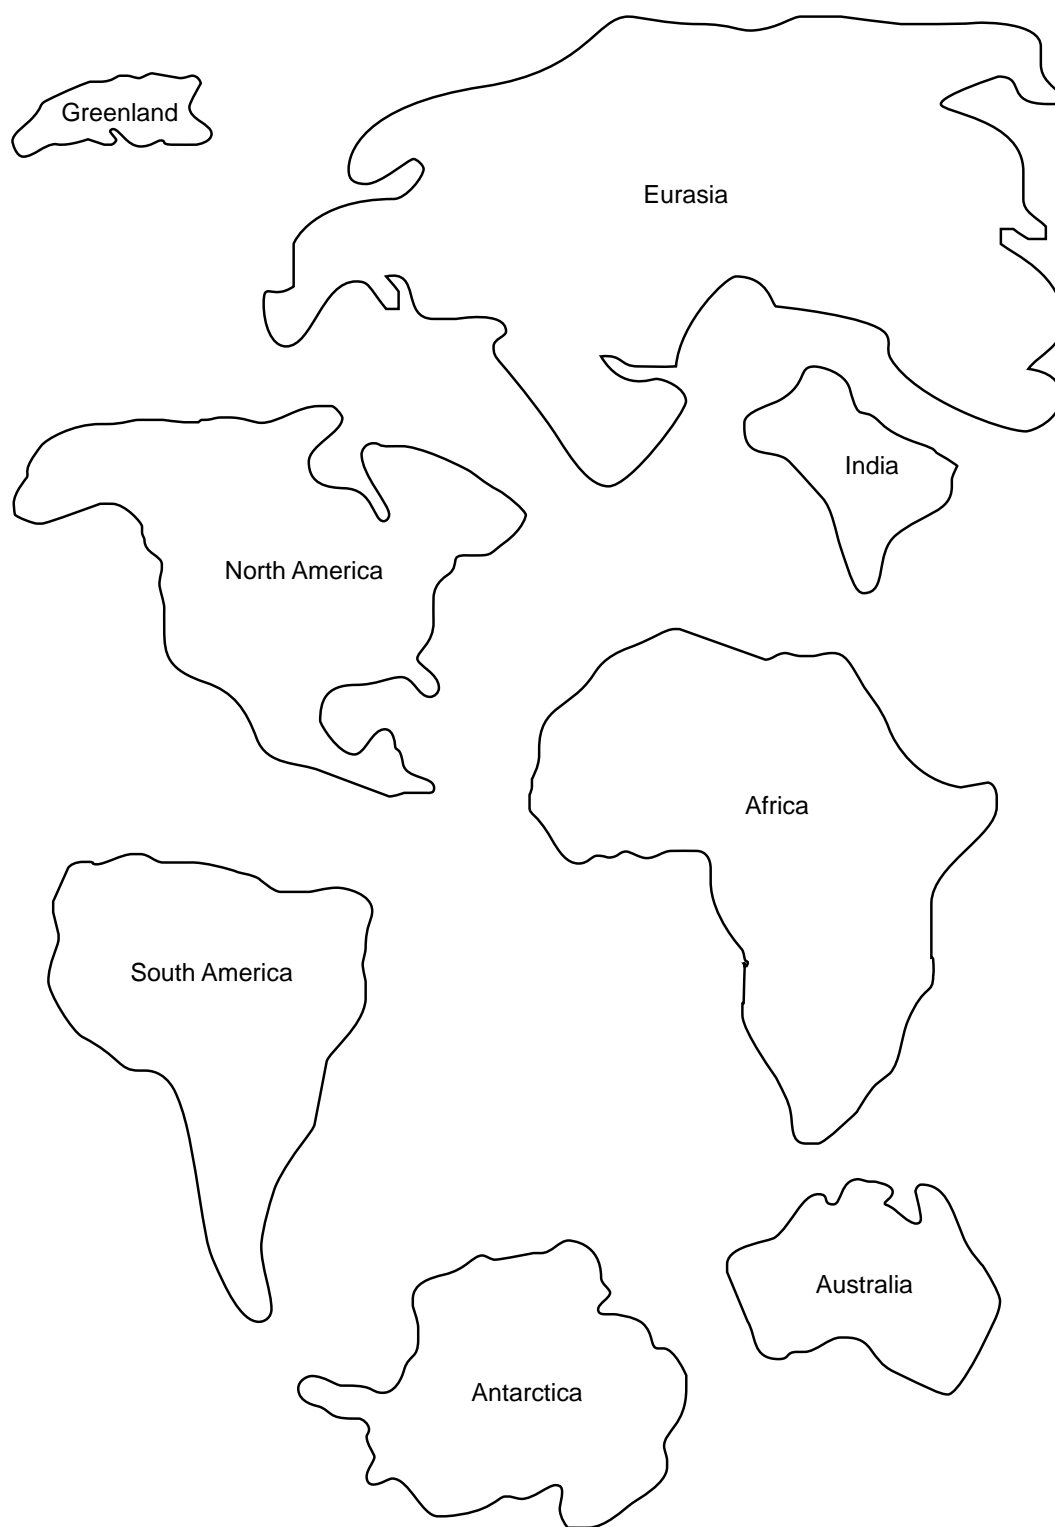 Greenland
Eurasia
India
North America
Africa
South America
Australia
Antarctica